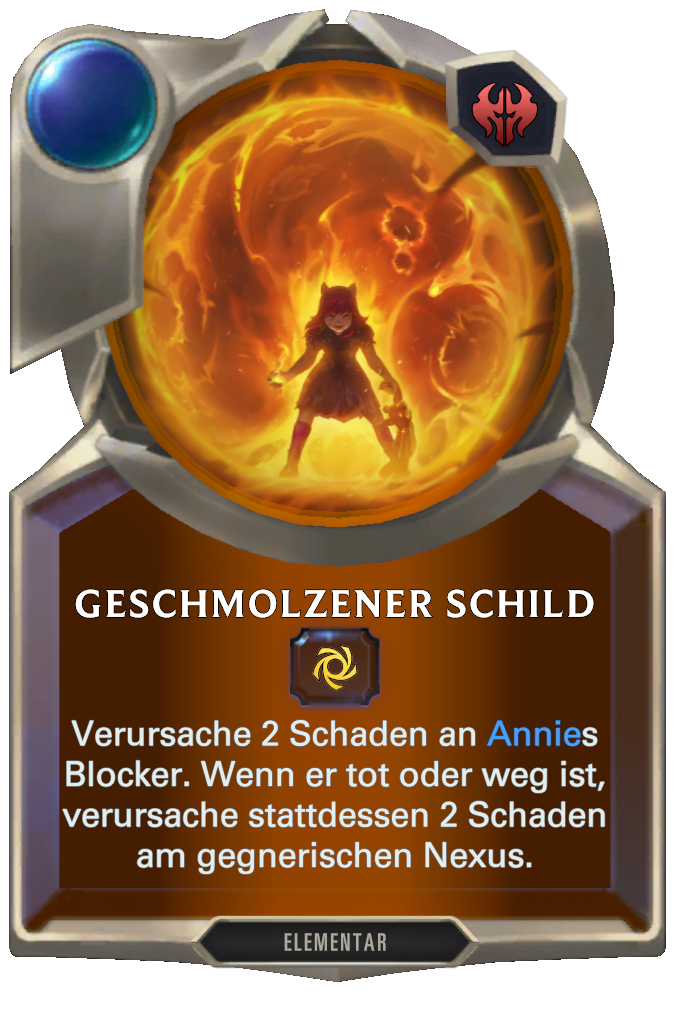 GESCHMOLZENER SCHILD
Verursache 2 Schaden an Annies
Blocker. Wenn er tot oder weg ist,
verursache stattdessen 2 Schaden
am gegnerischen Nexus.
ELEMENTAR